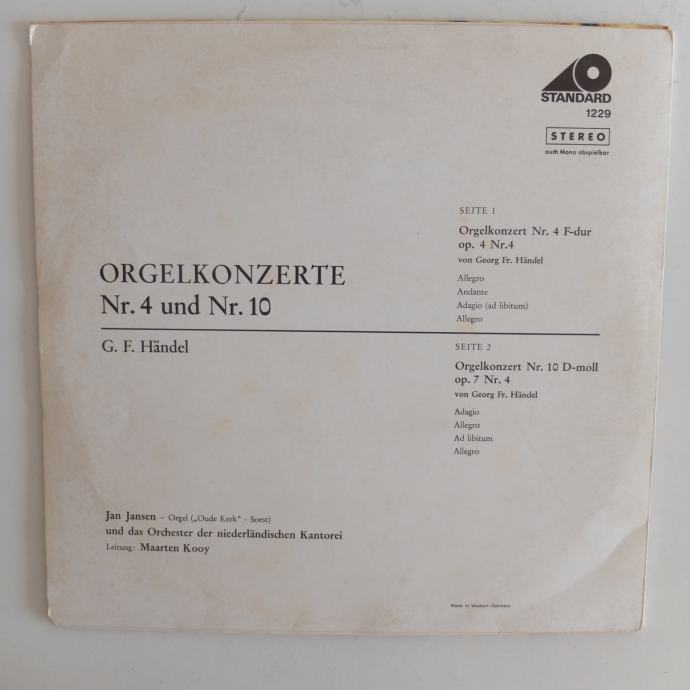 STANDARD
1229
STEREO
auch Mono abspielbar
ORGELKONZERTE
Nr. 4 und Nr. 10
G. F. Händel
SEITE 1
Orgelkonzert Nr. 4 F-dur
op. 4 Nr.4
von Georg Fr. Händel
Allegro
Andante
Adagio (ad libitum)
Allegro
SEITE 2
Orgelkonzert Nr. 10 D-moll
op. 7 Nr. 4
von Georg Fr. Händel
Adagio
Allegro
Ad libitum
Allegro
Jan Jansen - Orgel („Oude Kerk" - Soest)
und das Orchester der niederländischen Kantorei
Leitung: Maarten Kooy
Made in Western-Germany